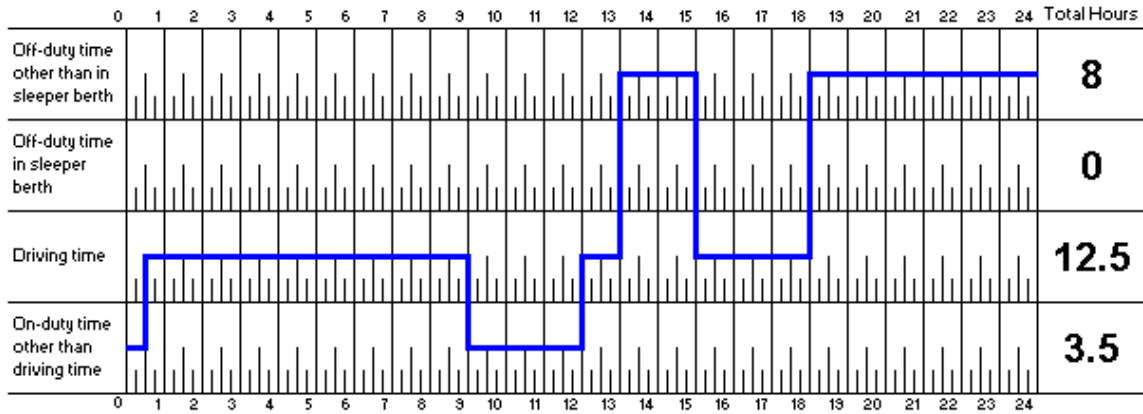 0 1 2 3 4 5 6 7 8 9 10 11 12 13 14 15 16 17 18 19 20 21 22 23 24 Total Hours
Off-duty time
other than in
sleeper berth
8
Off-duty time
in sleeper
berth
0
Driving time
12.5
On-duty time
other than
driving time
3.5
0 1 2 3 4 5 6 7 8 9 10 11 12 13 14 15 16 17 18 19 20 21 22 23 24